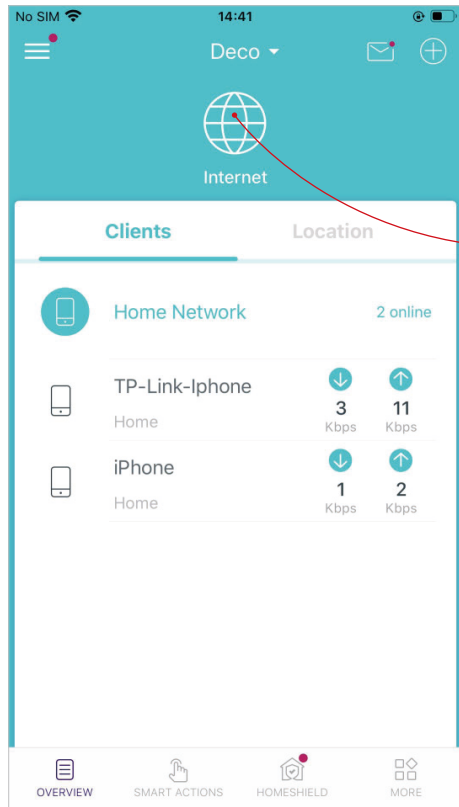 No SIM 14:41
Deco
Internet
Clients Location
Home Network 2 online
TP-Link-Iphone
Home
3 11
Kbps Kbps
iPhone
Home
1 2
Kbps Kbps
OVERVIEW SMART ACTIONS HOMESHIELD MORE